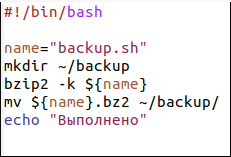 #!/bin/bash
name="backup.sh"
mkdir ~/backup
bzip2 -k ${name}
mv ${name}.bz2 ~/backup/
echo "Выполнено"